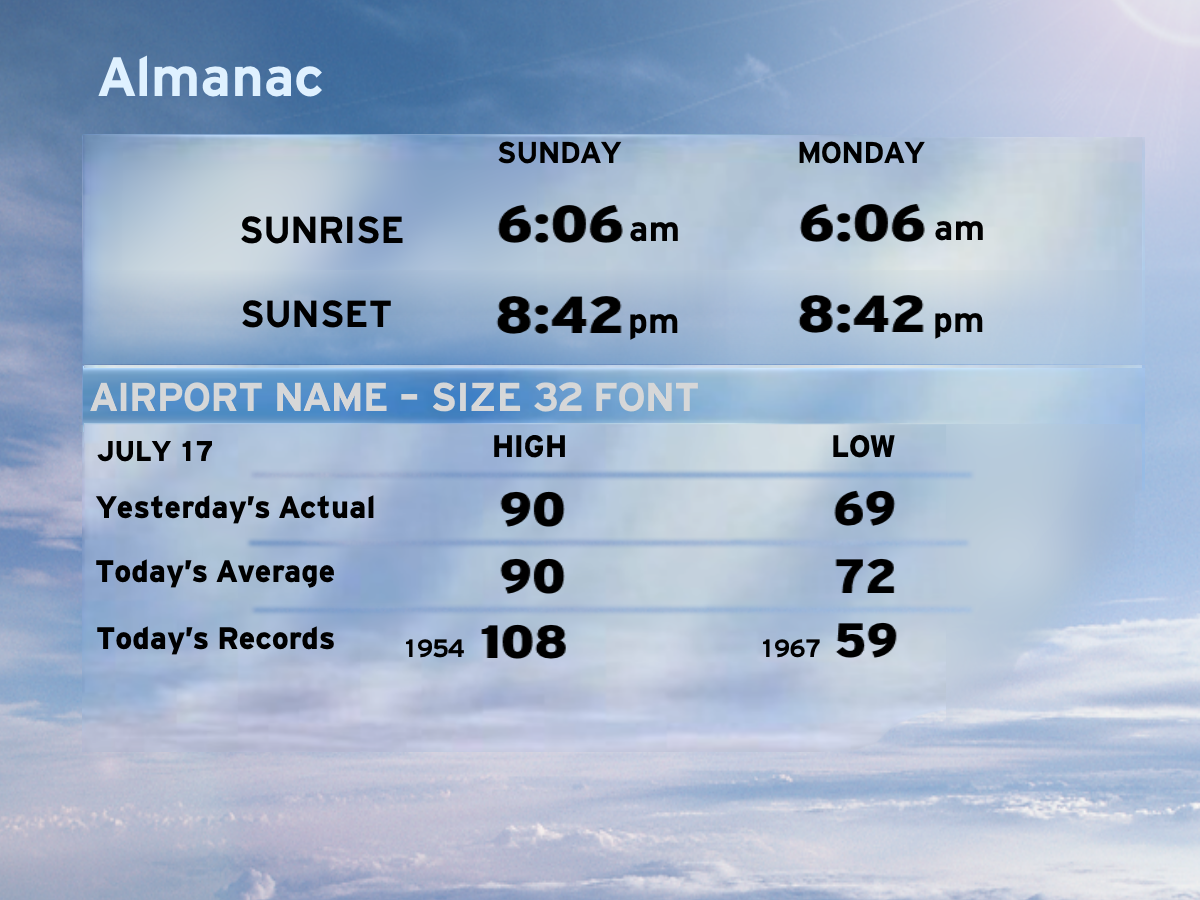 Almanac
SUNDAY MONDAY
SUNRISE 6:06 am 6:06 am
SUNSET 8:42 pm 8:42 pm
AIRPORT NAME – SIZE 32 FONT
JULY 17 HIGH LOW
Yesterday's Actual 90 69
Today's Average 90 72
Today's Records 1954 108 1967 59